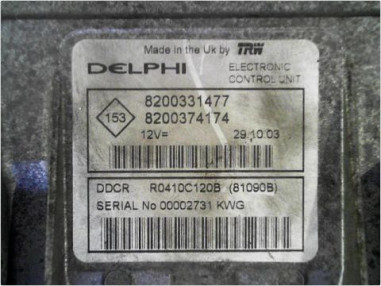 Made in the Uk by TRW
DELPHI ELECTRONIC
CONTROL UNIT
153 8200331477
8200374174
12V= 29.10.03
DDCR R0410C120B (81090B)
SERIAL No 00002731 KWG